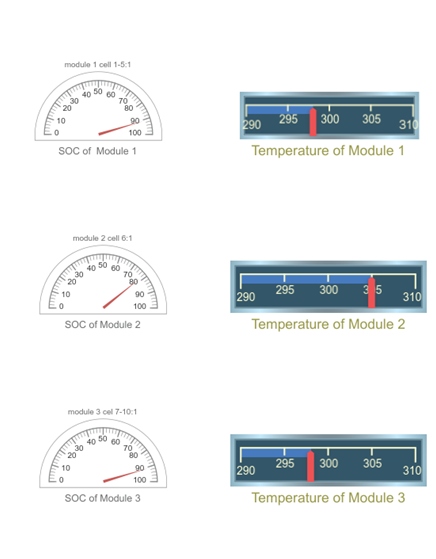 module 1 cell 1-5:1
0 10 20 30 40 50 60 70 80 90 100
SOC of Module 1
290 295 300 305 310
Temperature of Module 1
module 2 cell 6:1
0 10 20 30 40 50 60 70 80 90 100
SOC of Module 2
290 295 300 305 310
Temperature of Module 2
module 3 cel 7-10:1
0 10 20 30 40 50 60 70 80 90 100
SOC of Module 3
290 295 300 305 310
Temperature of Module 3